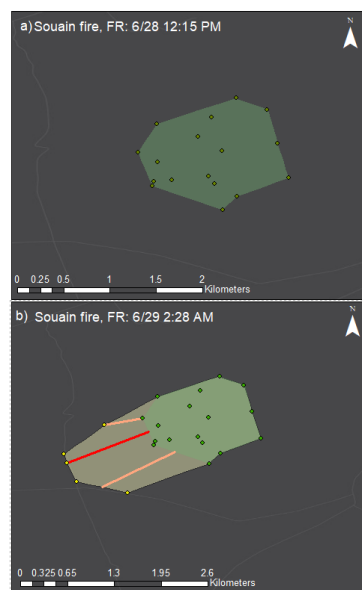 a)Souain fire, FR: 6/28 12:15 PM
N
0 0.25 0.5 1 1.5 2
Kilometers
b) Souain fire, FR: 6/29 2:28 AM
N
0 0.325 0.65 1.3 1.95 2.6
Kilometers